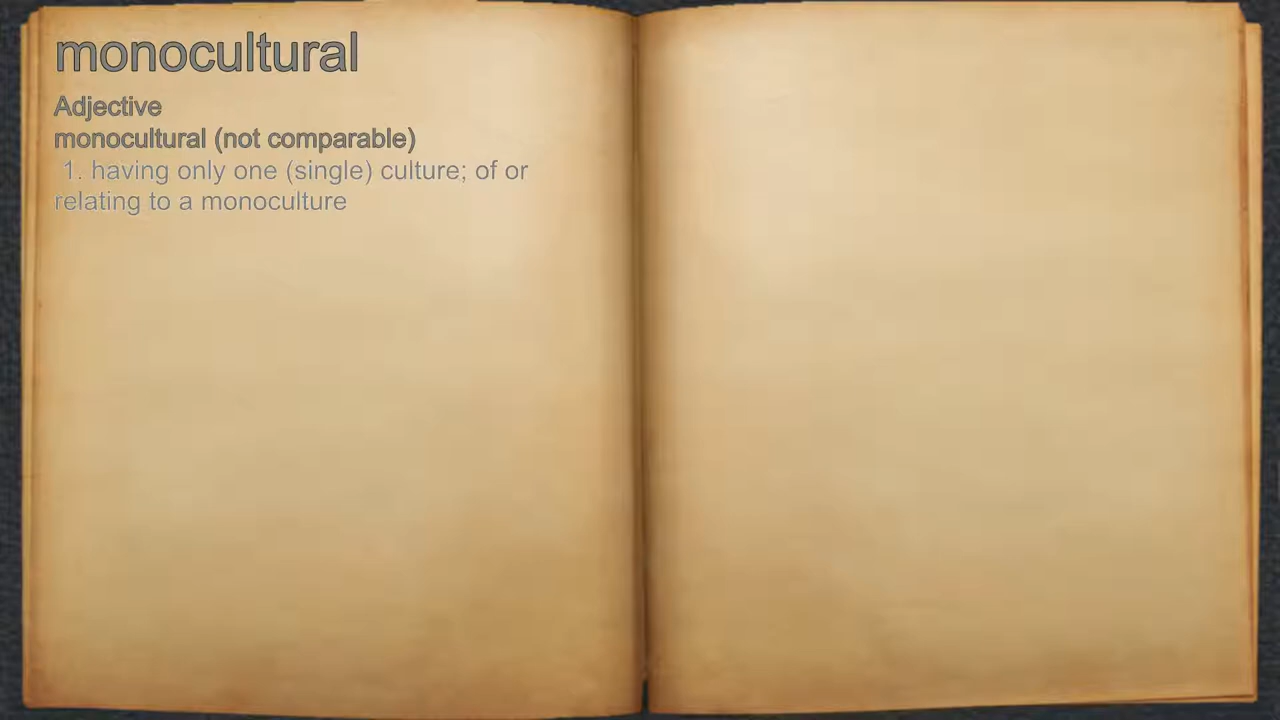 monocultural
Adjective
monocultural (not comparable)
1. having only one (single) culture; of or
relating to a monoculture